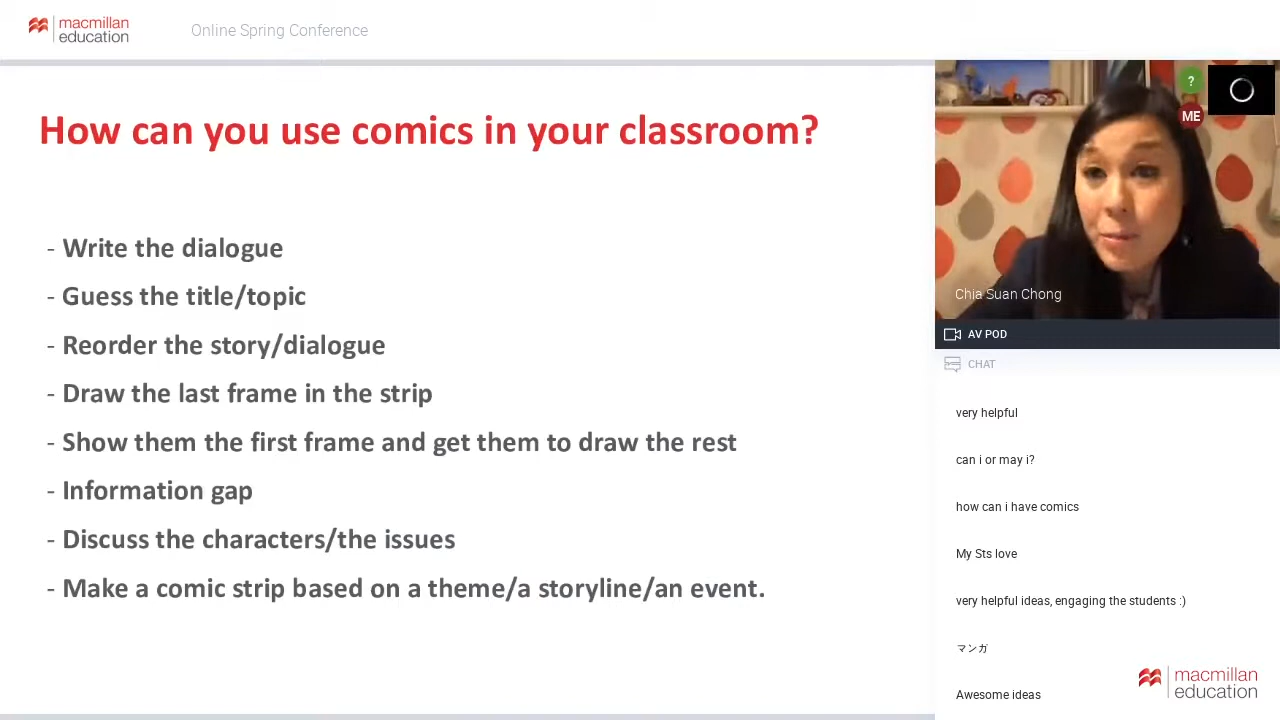 macmillan
education
Online Spring Conference
How can you use comics in your classroom?
- Write the dialogue
- Guess the title/topic
- Reorder the story/dialogue
- Draw the last frame in the strip
- Show them the first frame and get them to draw the rest
- Information gap
- Discuss the characters/the issues
- Make a comic strip based on a theme/a storyline/an event.
?
ME
Chia Suan Chong
AV POD
CHAT
very helpful
can i or may i?
how can i have comics
My Sts love
very helpful ideas, engaging the students :)
マンガ
Awesome ideas
macmillan
education